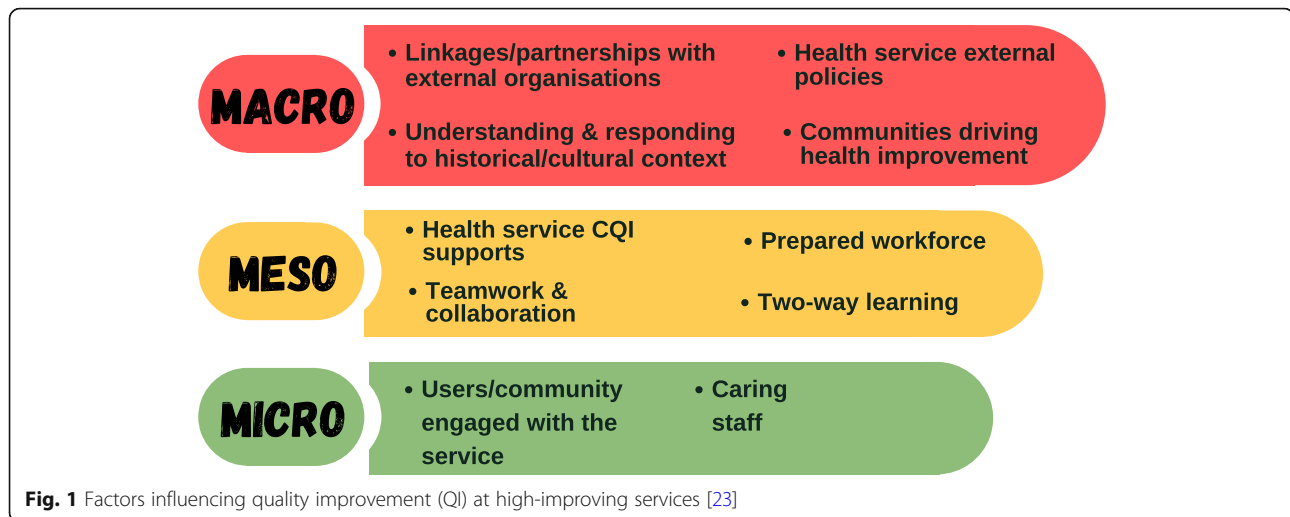 MACRO
• Linkages/partnerships with
external organisations
• Understanding & responding
to historical/cultural context
• Health service external
policies
• Communities driving
health improvement
MESO
• Health service CQI
supports
• Teamwork &
collaboration
• Prepared workforce
• Two-way learning
MICRO
• Users/community
engaged with the
service
• Caring
staff
Fig. 1 Factors influencing quality improvement (QI) at high-improving services [23]